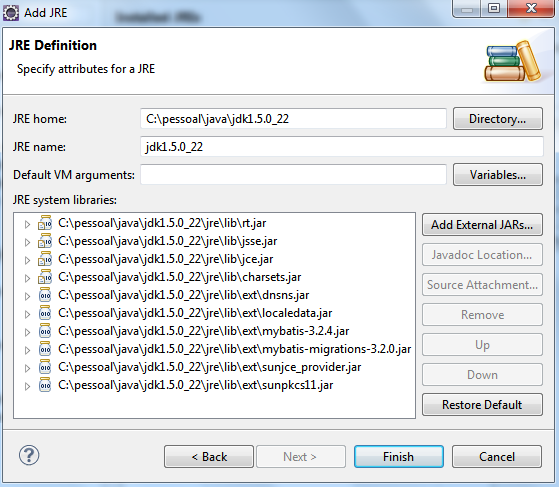 Add JRE
JRE Definition
Specify attributes for a JRE
JRE home: C:\pessoal\java\jdk1.5.0_22 Directory...
JRE name: jdk1.5.0_22
Default VM arguments: Variables...
JRE system libraries:
C:\pessoal\java\jdk1.5.0_22\jre\lib\rt.jar Add External JARs...
C:\pessoal\java\jdk1.5.0_22\jre\lib\jsse.jar
C:\pessoal\java\jdk1.5.0_22\jre\lib\jce.jar Javadoc Location...
C:\pessoal\java\jdk1.5.0_22\jre\lib\charsets.jar Source Attachment...
C:\pessoal\java\jdk1.5.0_22\jre\lib\ext\dnsns.jar
C:\pessoal\java\jdk1.5.0_22\jre\lib\ext\localedata.jar Remove
C:\pessoal\java\jdk1.5.0_22\jre\lib\ext\mybatis-3.2.4.jar
C:\pessoal\java\jdk1.5.0_22\jre\lib\ext\mybatis-migrations-3.2.0.jar Up
C:\pessoal\java\jdk1.5.0_22\jre\lib\ext\sunjce_provider.jar Down
C:\pessoal\java\jdk1.5.0_22\jre\lib\ext\sunpkcs11.jar
Restore Default
? < Back Next > Finish Cancel